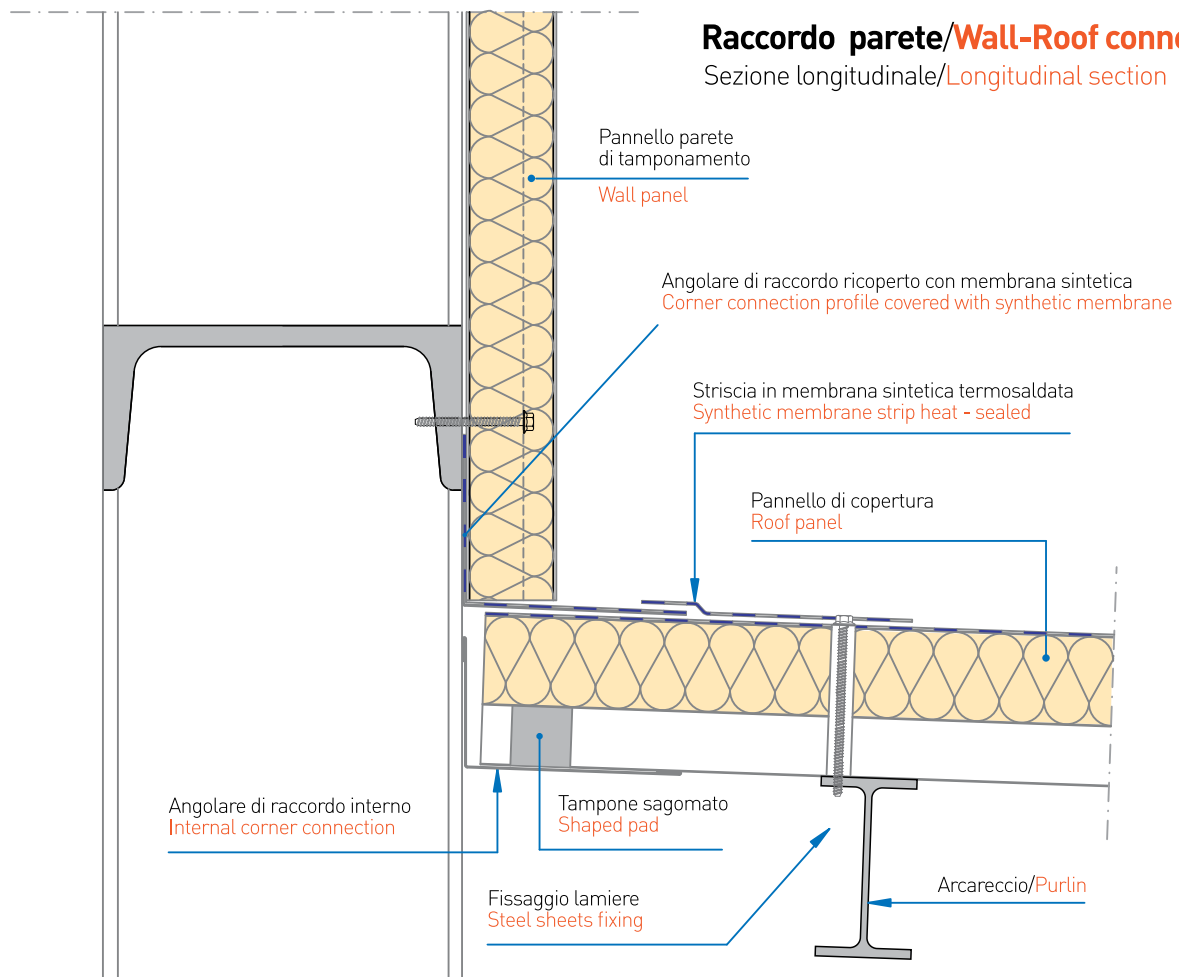 Raccordo parete/Wall-Roof
Sezione longitudinale/Longitudinal section
Pannello parete
di tamponamento
Wall panel
Angolare di raccordo ricoperto con membrana sintetica
Corner connection profile covered with synthetic membrane
Striscia in membrana sintetica termosaldata
Synthetic membrane strip heat - sealed
Pannello di copertura
Roof panel
Angolare di raccordo interno
Internal corner connection
Tampone sagomato
Shaped pad
Fissaggio lamiere
Steel sheets fixing
Arcareccio/Purlin